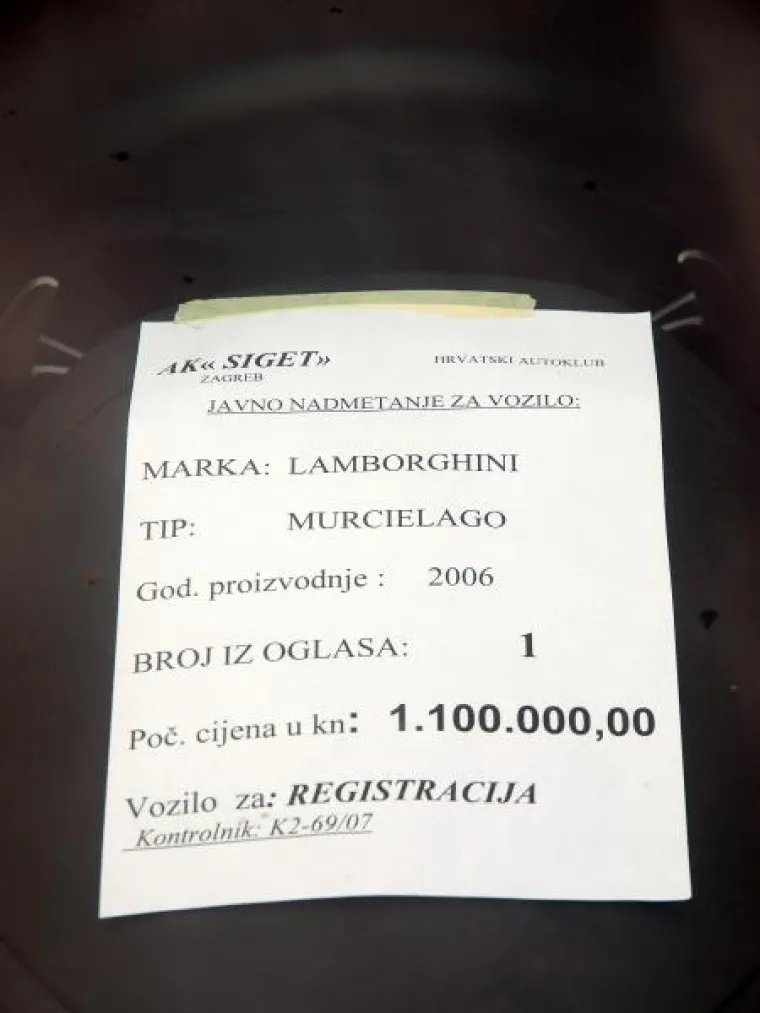 AK« SIGET»
HRVATSKI AUTOKLUB
ZAGREB
JAVNO NADMETANJE ZA VOZILO:
MARKA: LAMBORGHINI
TIP: MURCIELAGO
God. proizvodnje : 2006
BROJ IZ OGLASA: 1
Poč. cijena u kn: 1.100.000,00
Vozilo za: REGISTRACIJA
Kontrolnik: K2-69/07